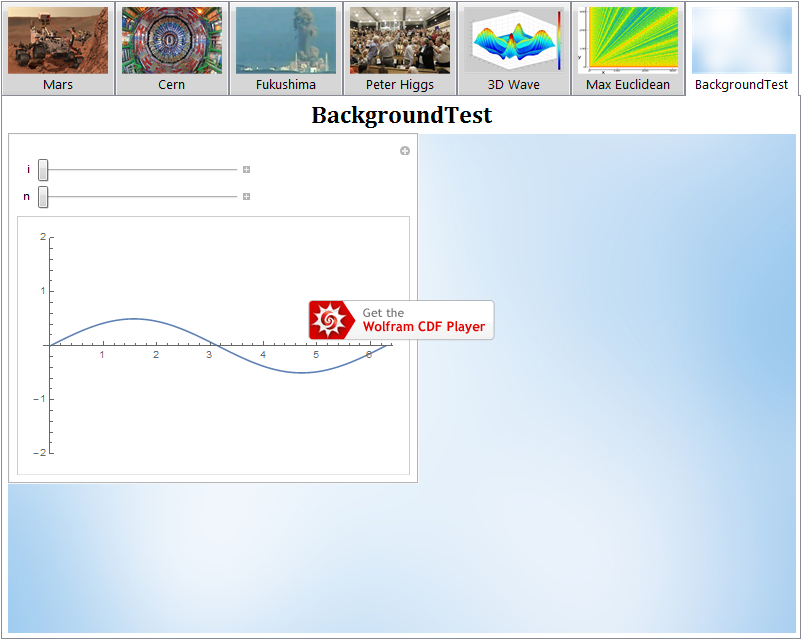 Mars
Cern
Fukushima
Peter Higgs
3D Wave
Max Euclidean
BackgroundTest
BackgroundTest
i
n
2
1
1 2 3 4 5 6
−1
−2
Get the
Wolfram CDF Player